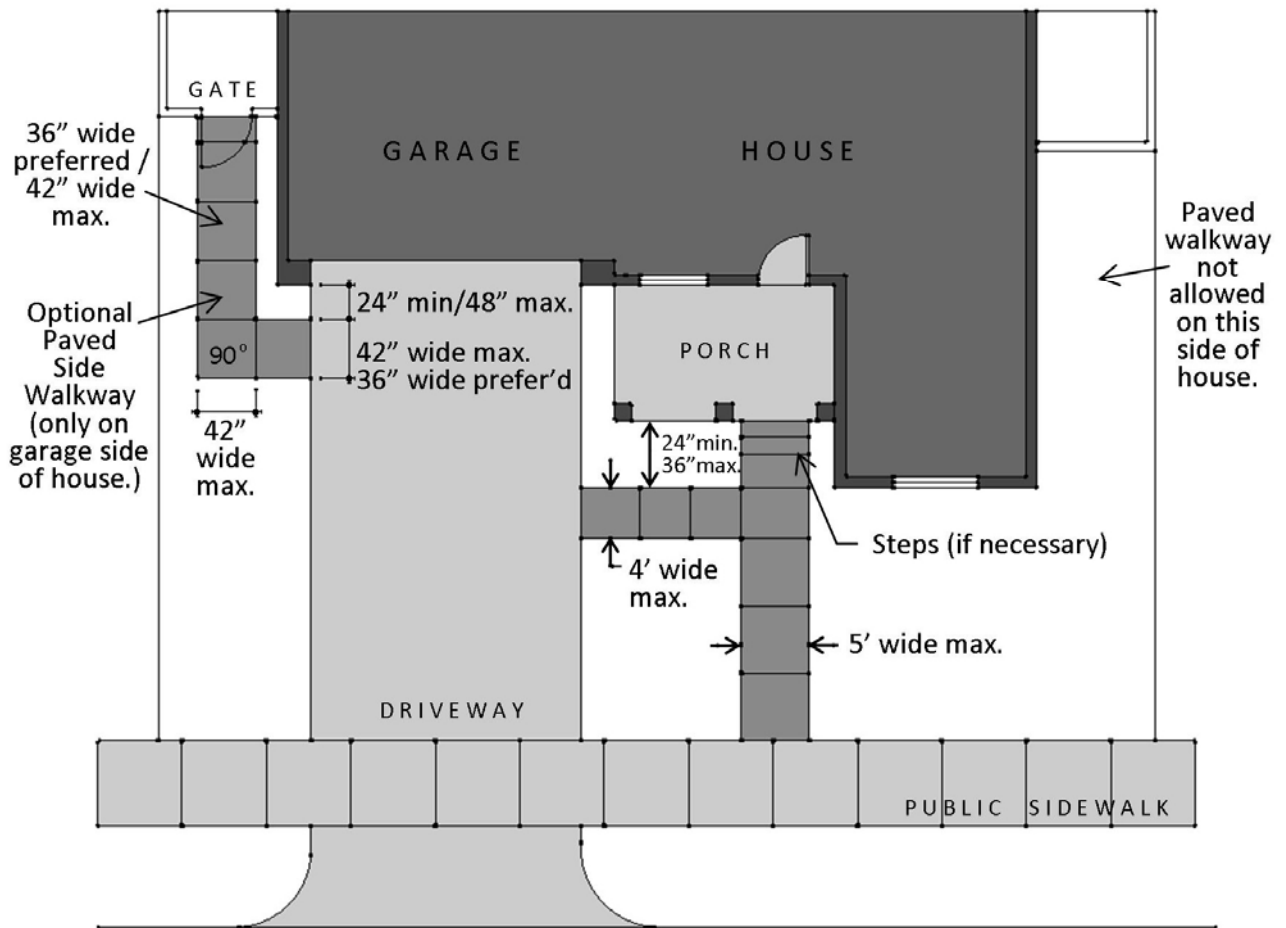 GATE
36” wide
preferred /
42” wide
max.
GARAGE
HOUSE
Paved
walkway
not
allowed
on this
side of
house.
Optional
Paved
Side
Walkway
(only on
garage side
of house.)
24” min/48” max.
90°
42” wide max.
36” wide prefer’d
PORCH
42”
wide
max.
24”min.
36”max.
Steps (if necessary)
4’ wide
max.
5’ wide max.
DRIVEWAY
PUBLIC SIDEWALK